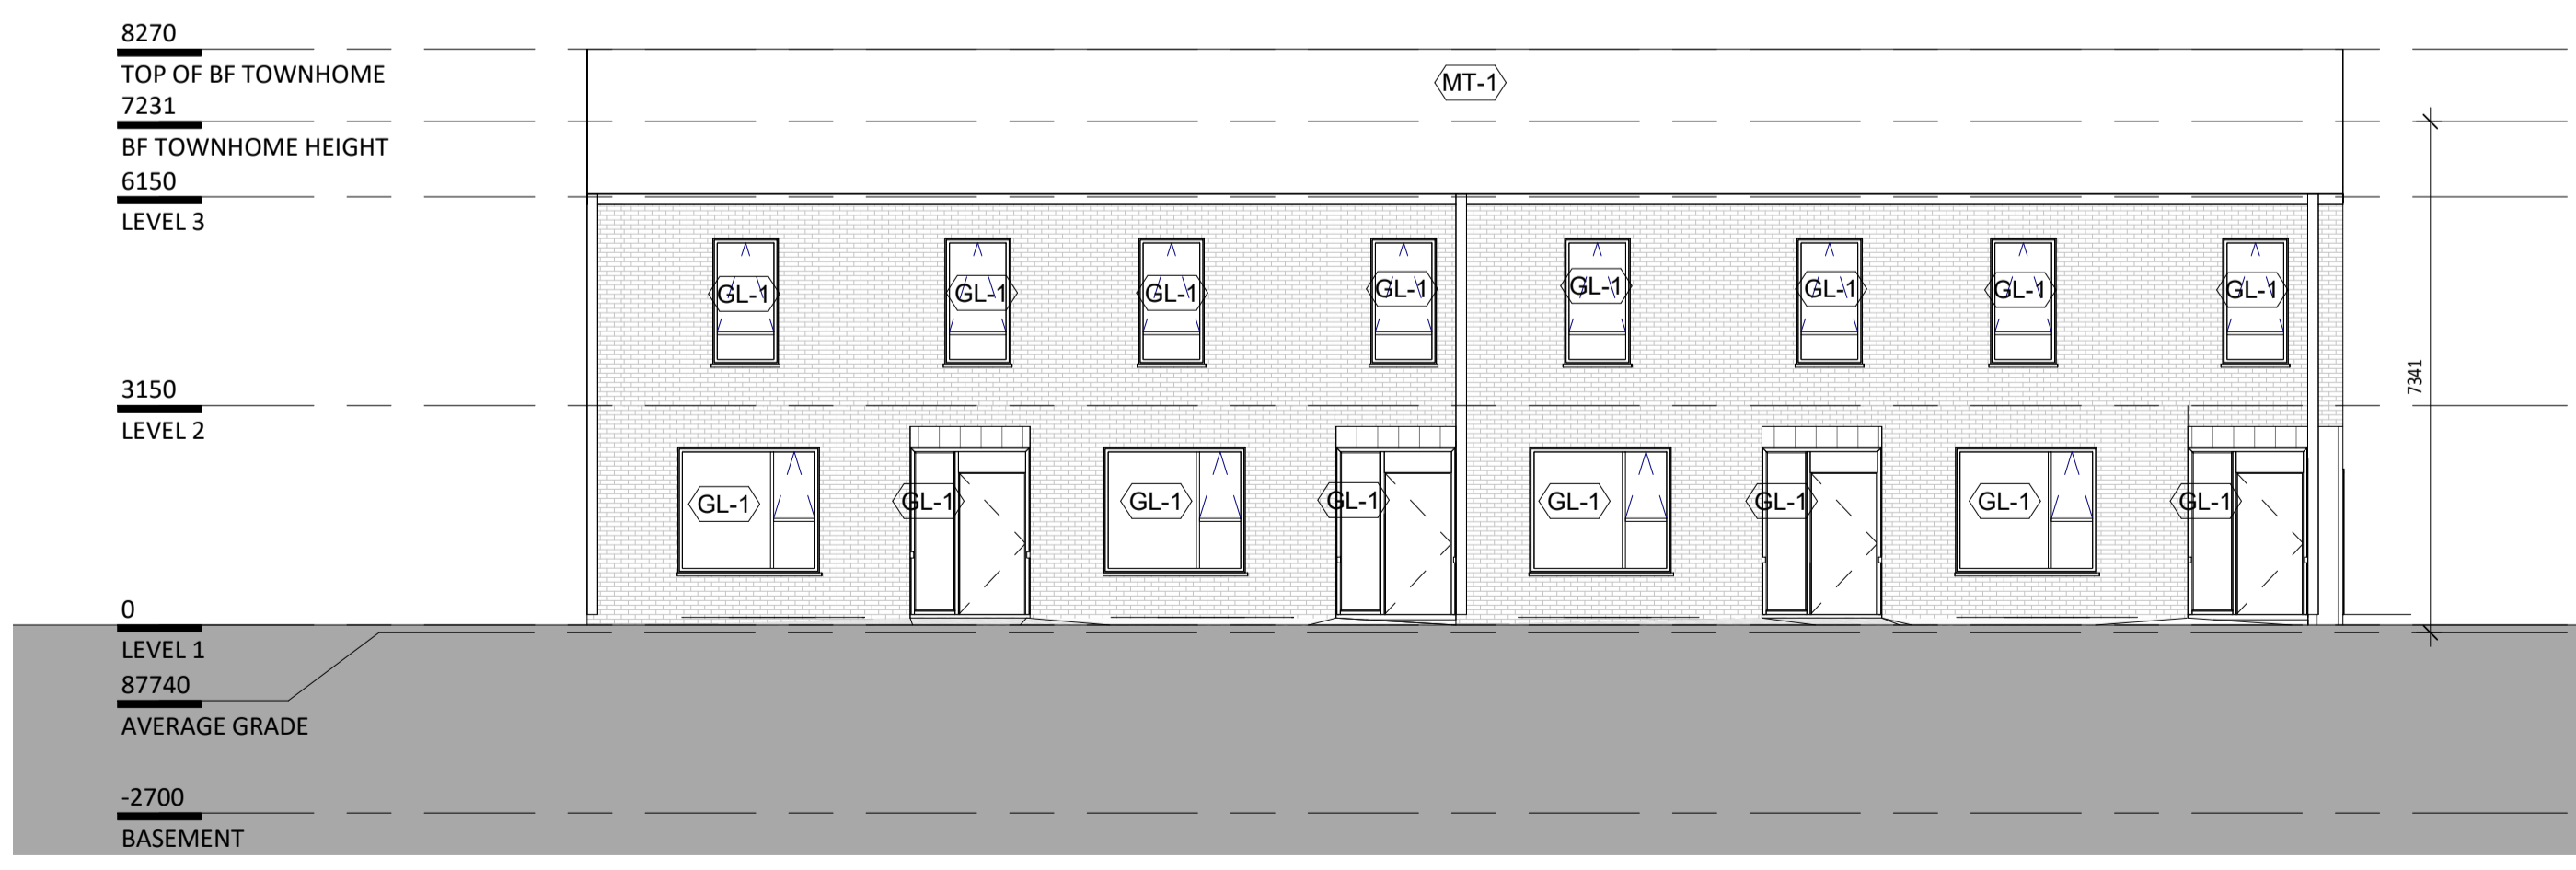 8270
TOP OF BF TOWNHOME
MT-1
7231
BF TOWNHOME HEIGHT
6150
LEVEL 3
GL-1 GL-1 GL-1 GL-1 GL-1 GL-1 GL-1 GL-1
7341
3150
LEVEL 2
GL-1 GL-1 GL-1 GL-1 GL-1 GL-1 GL-1 GL-1
0
LEVEL 1
87740
AVERAGE GRADE
-2700
BASEMENT